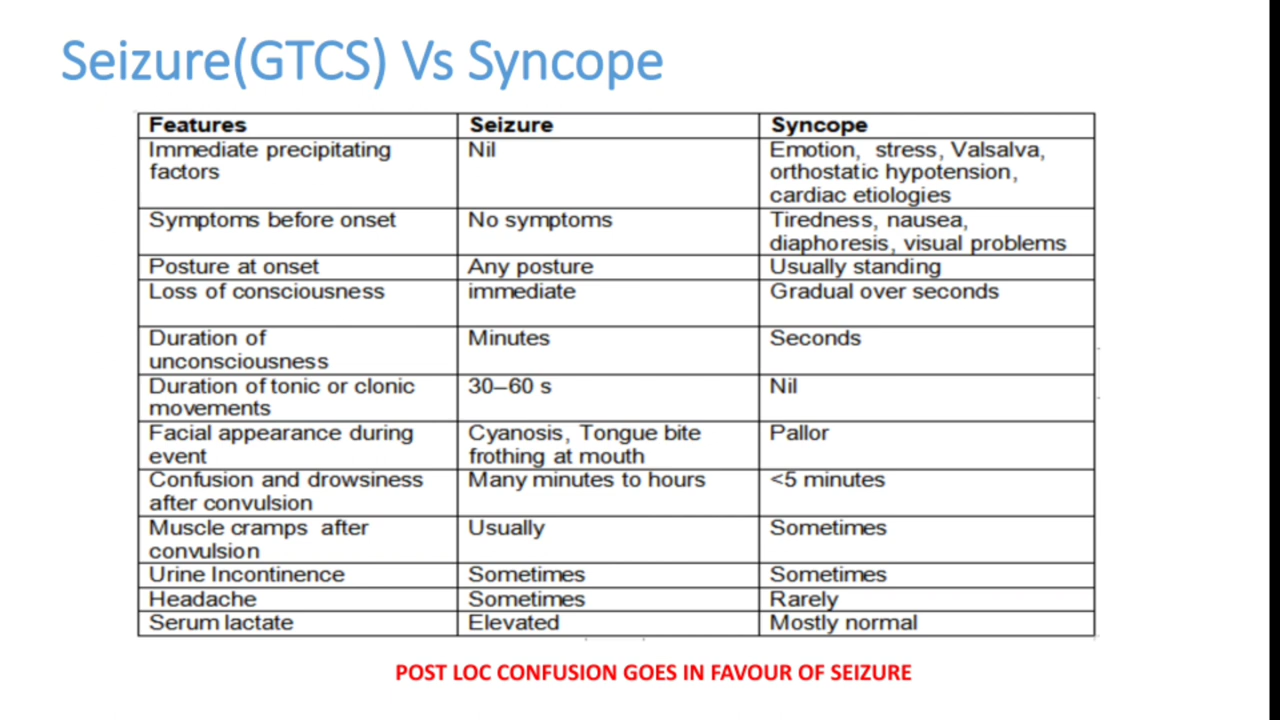 Seizure(GTCS) Vs Syncope
Features Seizure Syncope
Immediate precipitating Nil Emotion, stress, Valsalva,
factors orthostatic hypotension,
cardiac etiologies
Symptoms before onset No symptoms Tiredness, nausea,
diaphoresis, visual problems
Posture at onset Any posture Usually standing
Loss of consciousness immediate Gradual over seconds
Duration of Minutes Seconds
unconsciousness
Duration of tonic or clonic 30–60 s Nil
movements
Facial appearance during Cyanosis, Tongue bite Pallor
event frothing at mouth
Confusion and drowsiness Many minutes to hours <5 minutes
after convulsion
Muscle cramps after Usually Sometimes
convulsion
Urine Incontinence Sometimes Sometimes
Headache Sometimes Rarely
Serum lactate Elevated Mostly normal
POST LOC CONFUSION GOES IN FAVOUR OF SEIZURE